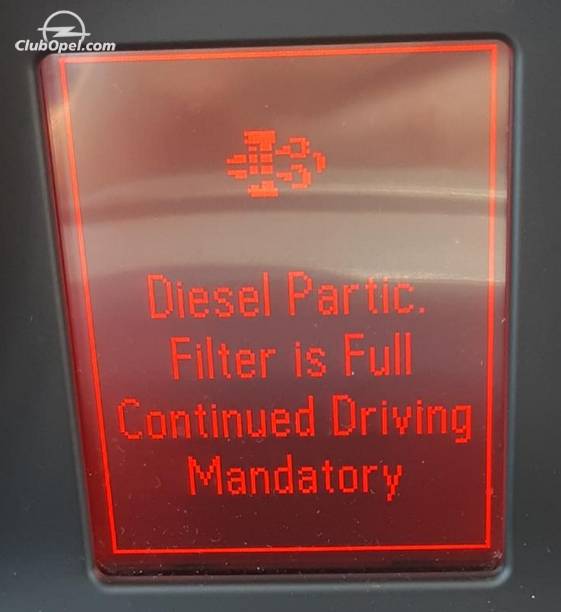 ClubOpel.com
Diesel Partic.
Filter is Full
Continued Driving
Mandatory